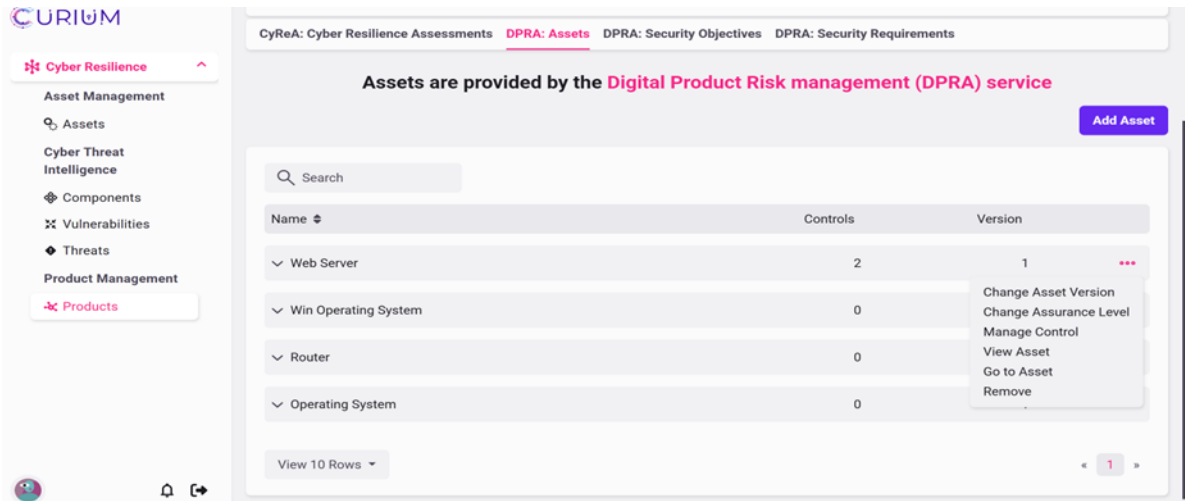 CURIUM
Cyber Resilience
Asset Management
Assets
Cyber Threat
Intelligence
Components
Vulnerabilities
Threats
Product Management
Products
CyReA: Cyber Resilience Assessments DPRA: Assets DPRA: Security Objectives DPRA: Security Requirements
Assets are provided by the Digital Product Risk management (DPRA) service
Add Asset
Search
Name Controls Version
Web Server 2 1
Win Operating System 0
Router 0
Operating System 0
Change Asset Version
Change Assurance Level
Manage Control
View Asset
Go to Asset
Remove
View 10 Rows
« 1 »